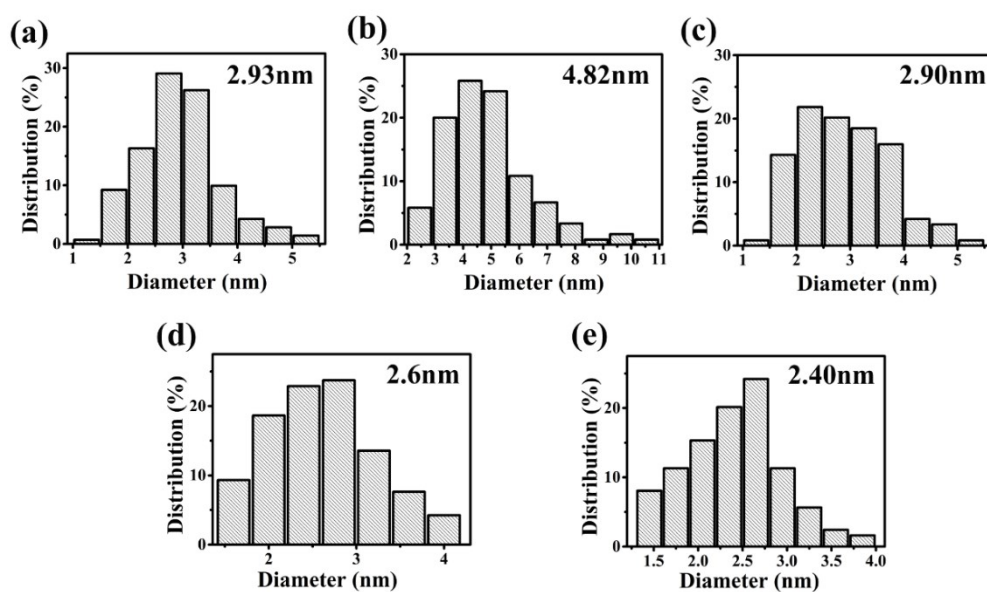 (a)
Distribution (%)
30
20
10
0
2.93nm
1 2 3 4 5
Diameter (nm)
(b)
Distribution (%)
30
20
10
0
4.82nm
2 3 4 5 6 7 8 9 10 11
Diameter (nm)
(c)
Distribution (%)
30
20
10
0
2.90nm
1 2 3 4 5
Diameter (nm)
(d)
Distribution (%)
20
10
0
2.6nm
2 3 4
Diameter (nm)
(e)
Distribution (%)
20
10
0
2.40nm
1.5 2.0 2.5 3.0 3.5 4.0
Diameter (nm)